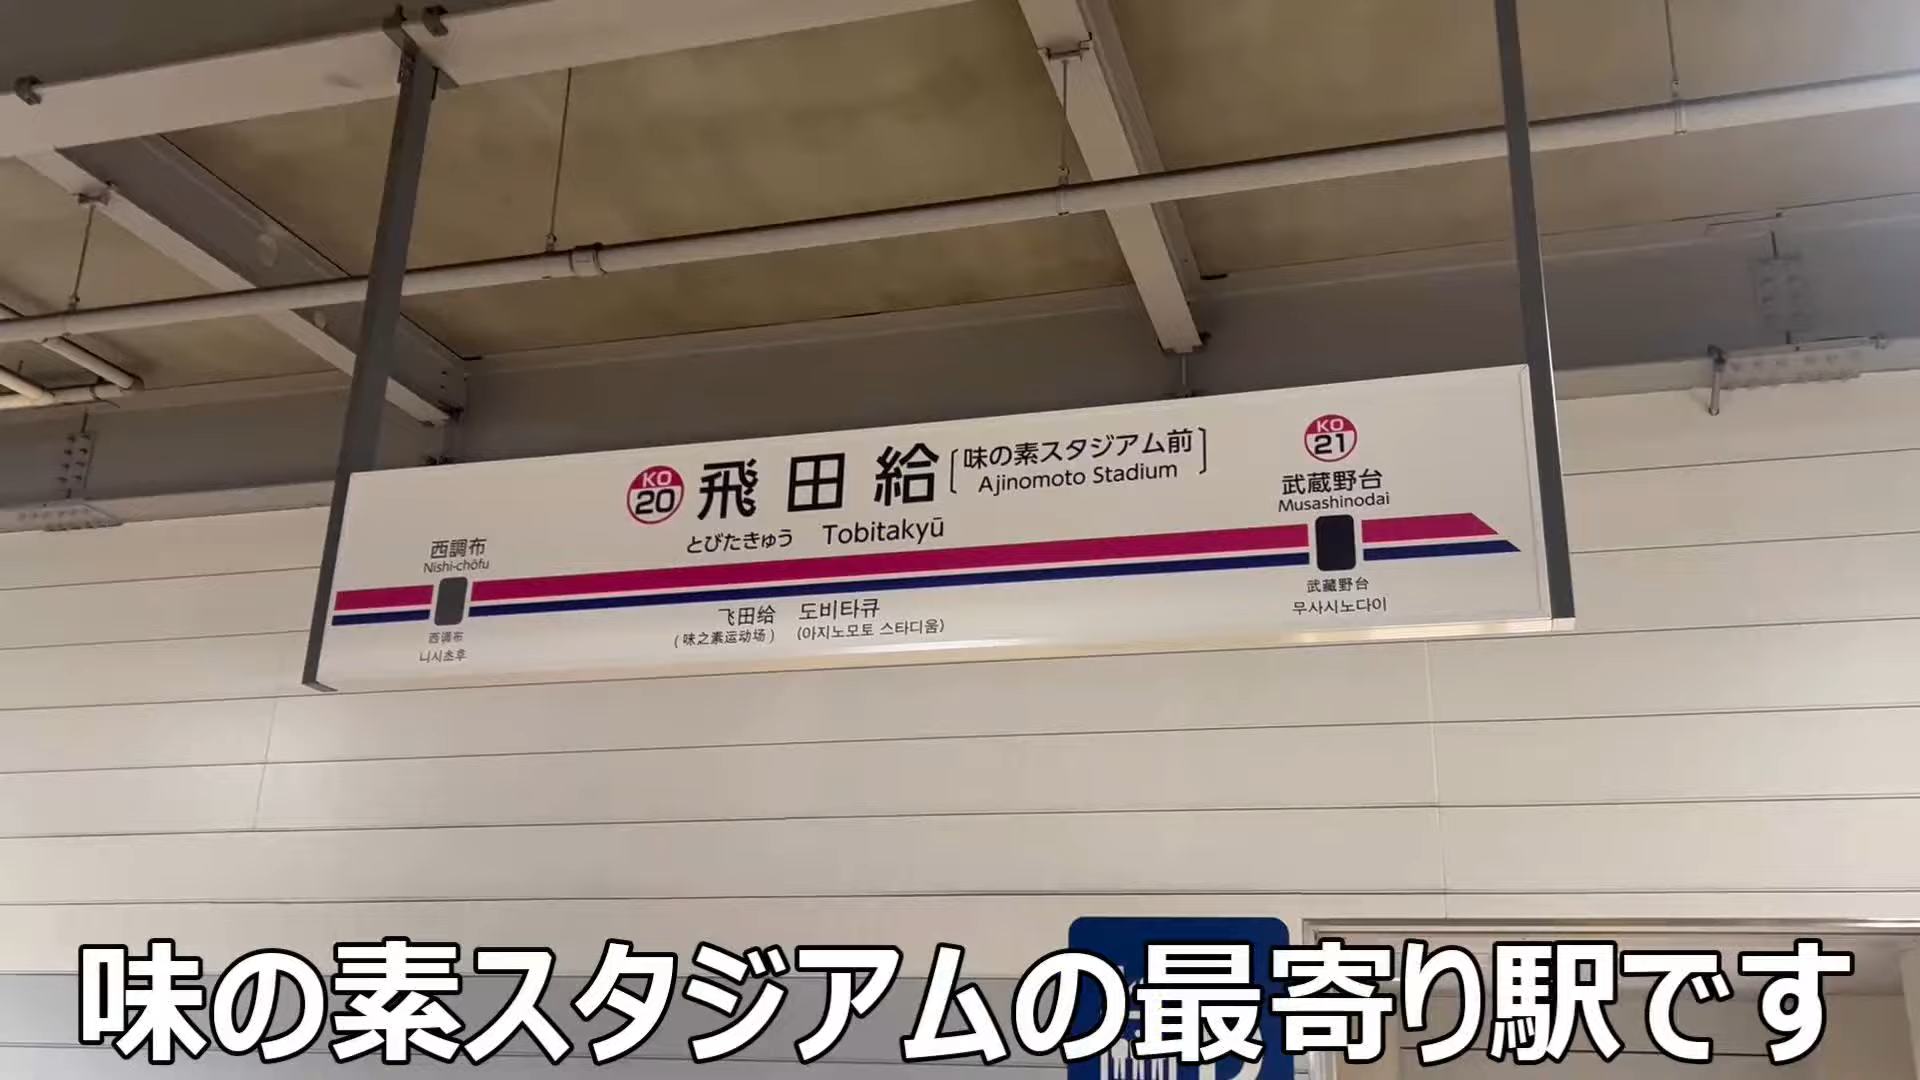 KO
20
飛田給
[味の素スタジアム前
Ajinomoto Stadium]
とびたきゅう Tobitakyū
KO
21
武蔵野台
Musashinodai
西調布
Nishi-chōfu
西调布
니시초후
飞田给
(味之素运动场)
도비타큐
(아지노모토 스타디움)
武藏野台
무사시노다이
味の素スタジアムの最寄り駅です